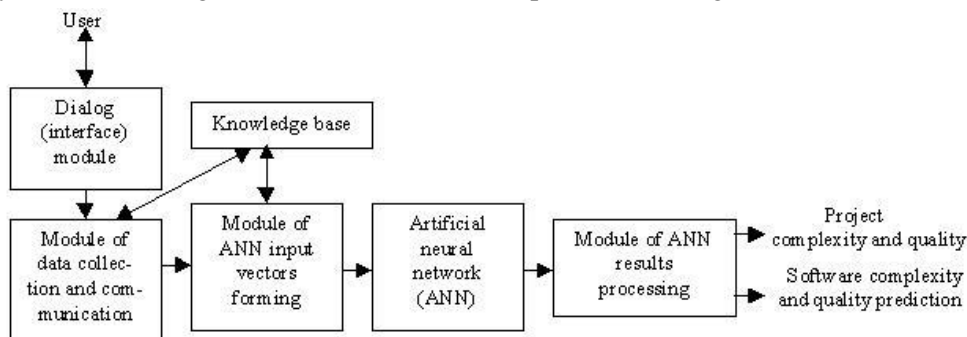 User
Dialog
(interface)
module
Knowledge base
Module of
data collec-
tion and com-
munication
Module of
ANN input
vectors
forming
Artificial
neural
network
(ANN)
Module of ANN
results
processing
Project
complexity and quality
Software complexity
and quality prediction